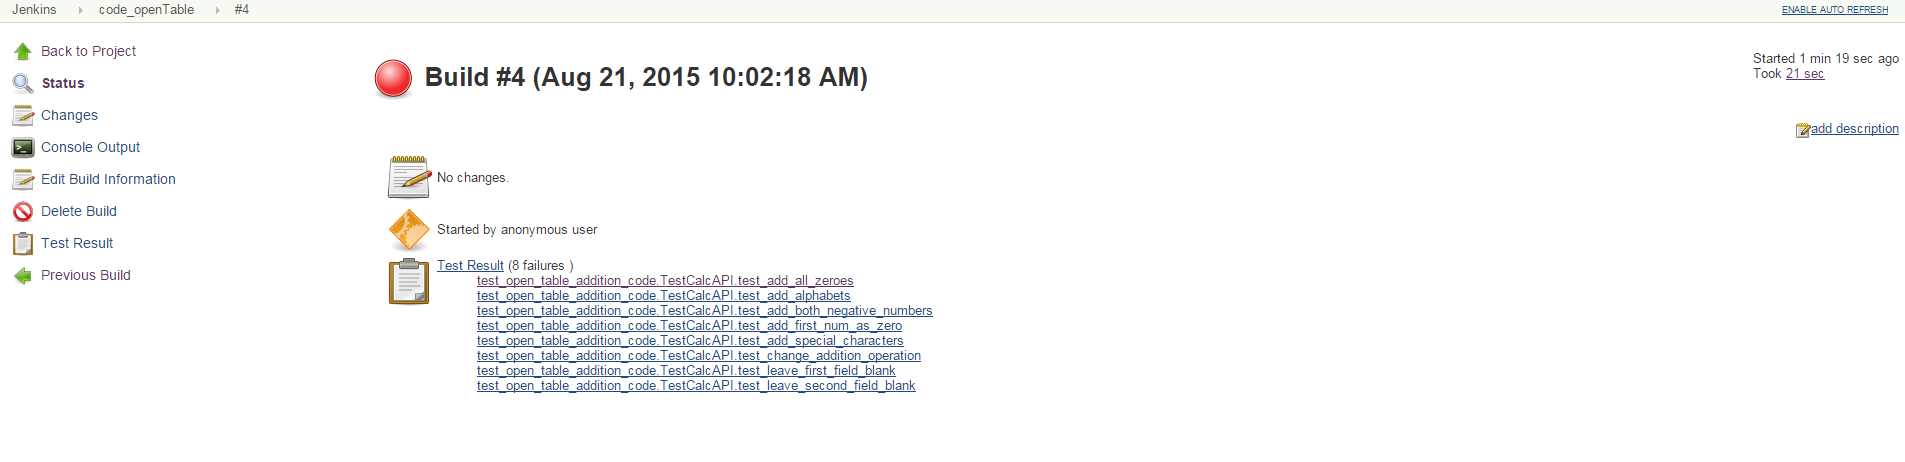 Jenkins code_openTable #4 ENABLE AUTO REFRESH
Back to Project
Status
Changes
Console Output
Edit Build Information
Delete Build
Test Result
Previous Build
Build #4 (Aug 21, 2015 10:02:18 AM)
Started 1 min 19 sec ago
Took 21 sec
add description
No changes.
Started by anonymous user
Test Result (8 failures )
test_open_table_addition_code.TestCalcAPI.test_add_all_zeroes
test_open_table_addition_code.TestCalcAPI.test_add_alphabets
test_open_table_addition_code.TestCalcAPI.test_add_both_negative_numbers
test_open_table_addition_code.TestCalcAPI.test_add_first_num_as_zero
test_open_table_addition_code.TestCalcAPI.test_add_special_characters
test_open_table_addition_code.TestCalcAPI.test_change_addition_operation
test_open_table_addition_code.TestCalcAPI.test_leave_first_field_blank
test_open_table_addition_code.TestCalcAPI.test_leave_second_field_blank